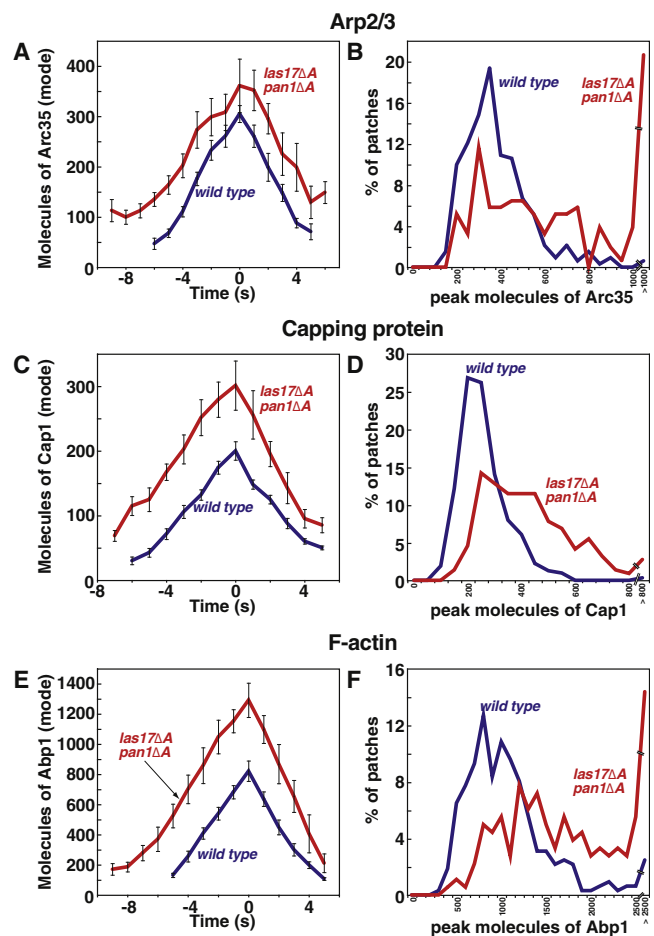 Arp2/3
A
Molecules of Arc35 (mode)
400
300
200
100
0
las17ΔA
pan1ΔA
wild type
-8
-4
0
4
Time (s)
B
% of patches
20
16
12
8
4
0
wild type
las17ΔA
pan1ΔA
0
200
400
600
800
1000
>1000
peak molecules of Arc35
Capping protein
C
Molecules of Cap1 (mode)
300
200
100
0
las17ΔA
pan1ΔA
wild type
-8
-4
0
4
Time (s)
D
% of patches
30
25
20
15
10
5
0
wild type
las17ΔA
pan1ΔA
0
200
400
600
800
> 800
peak molecules of Cap1
F-actin
E
Molecules of Abp1 (mode)
1400
1200
1000
800
600
400
200
0
las17ΔA
pan1ΔA
wild type
-8
-4
0
4
Time (s)
F
% of patches
16
12
8
4
0
wild type
las17ΔA
pan1ΔA
0
500
1000
1500
2000
2500
> 2500
peak molecules of Abp1